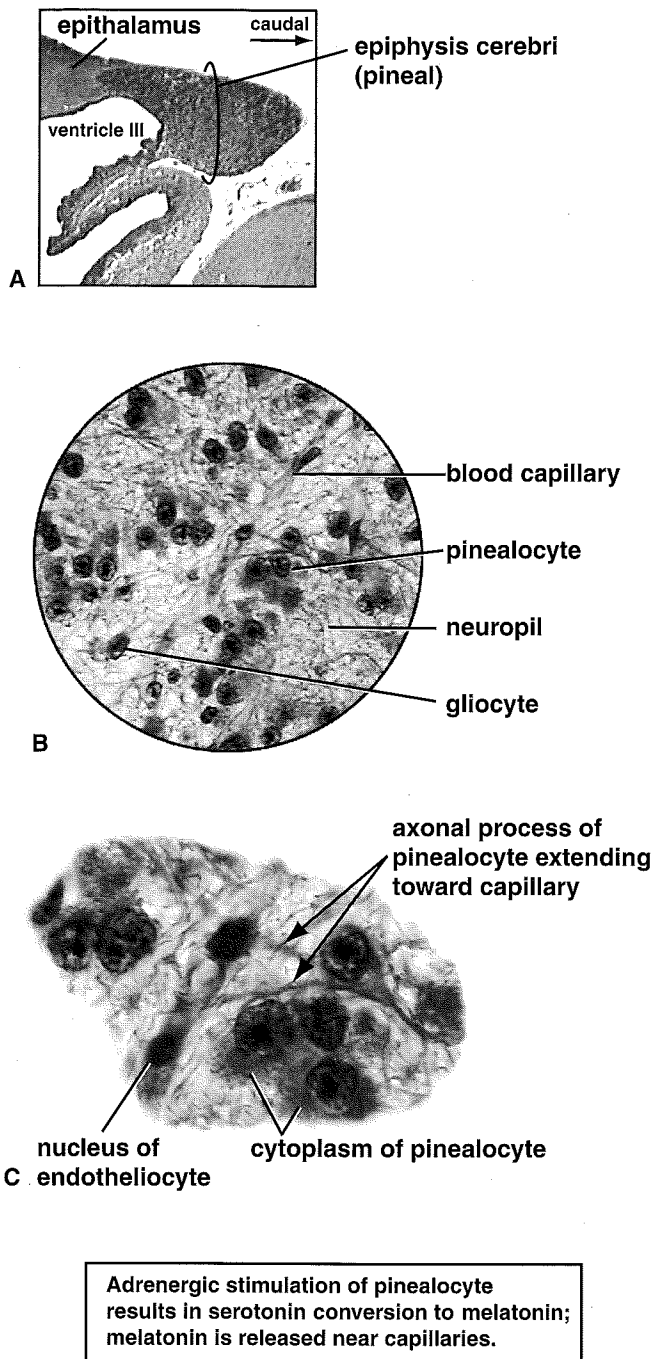 epithalamus
caudal
epiphysis cerebri
(pineal)
ventricle III
A
blood capillary
pinealocyte
neuropil
gliocyte
B
axonal process of
pinealocyte extending
toward capillary
nucleus of
endotheliocyte
cytoplasm of pinealocyte
C
Adrenergic stimulation of pinealocyte
results in serotonin conversion to melatonin;
melatonin is released near capillaries.